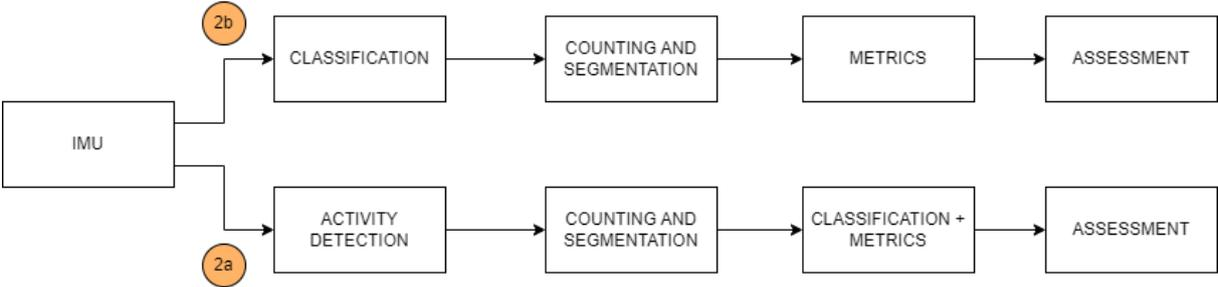 2b
CLASSIFICATION
COUNTING AND
SEGMENTATION
METRICS
ASSESSMENT
IMU
ACTIVITY
DETECTION
COUNTING AND
SEGMENTATION
CLASSIFICATION +
METRICS
ASSESSMENT
2a